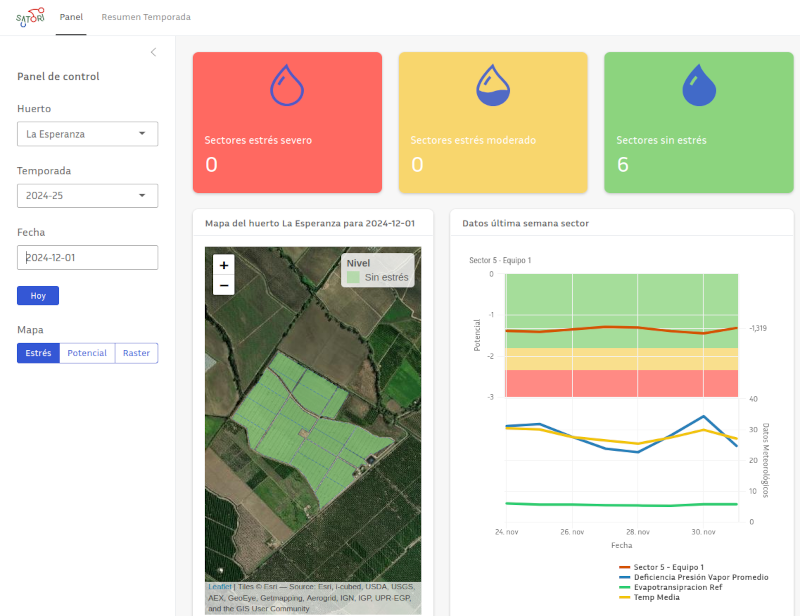 SATORI
Panel
Resumen Temporada
Panel de control
Huerto
La Esperanza
Temporada
2024-25
Fecha
2024-12-01
Hoy
Mapa
Estrés
Potencial
Raster
Sectores estrés severo
0
Sectores estrés moderado
0
Sectores sin estrés
6
Mapa del huerto La Esperanza para 2024-12-01
+
−
Nivel
Sin estrés
Leaflet | Tiles © Esri — Source: Esri, i-cubed, USDA, USGS,
AEX, GeoEye, Getmapping, Aerogrid, IGN, IGP, UPR-EGP,
and the GIS User Community
Datos última semana sector
Sector 5 - Equipo 1
Potencial
0
-1
-2
-3
-1,319
40
30
20
10
0
Datos Meteorológicos
24. nov
26. nov
28. nov
30. nov
Fecha
Sector 5 - Equipo 1
Deficiencia Presión Vapor Promedio
Evapotranspiracion Ref
Temp Media